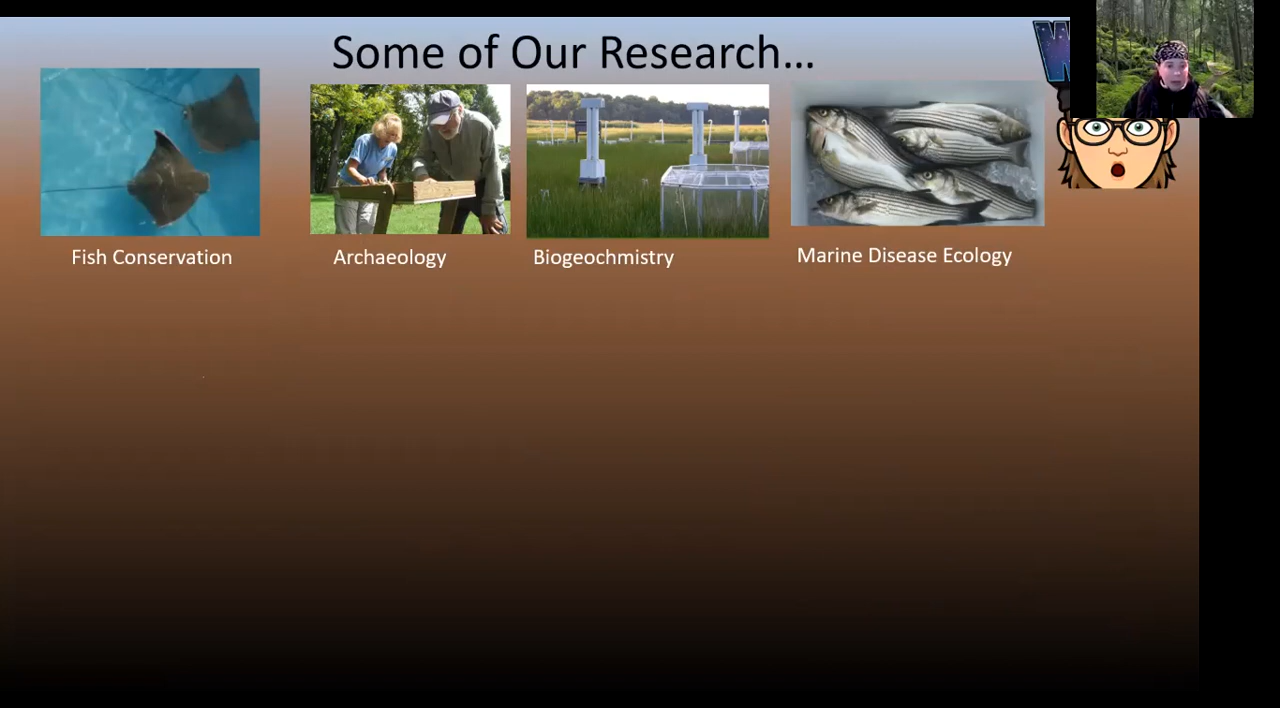 Some of Our Research...
Fish Conservation
Archaeology
Biogeochmistry
Marine Disease Ecology